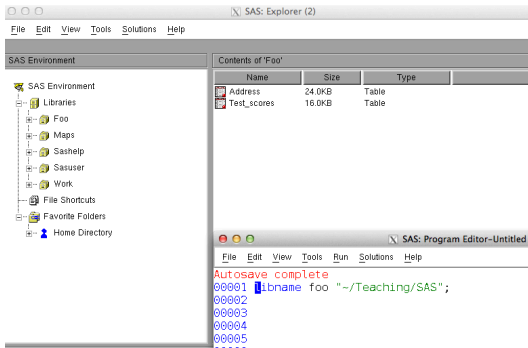 SAS: Explorer (2)
File Edit View Tools Solutions Help
SAS Environment
Contents of 'Foo'
SAS Environment
Libraries
Foo
Maps
Sashelp
Sasuser
Work
File Shortcuts
Favorite Folders
Home Directory
Name Size Type
Address 24.0KB Table
Test_scores 16.0KB Table
SAS: Program Editor-Untitled
File Edit View Tools Run Solutions Help
Autosave complete
00001 libname foo "~/Teaching/SAS";
00002
00003
00004
00005